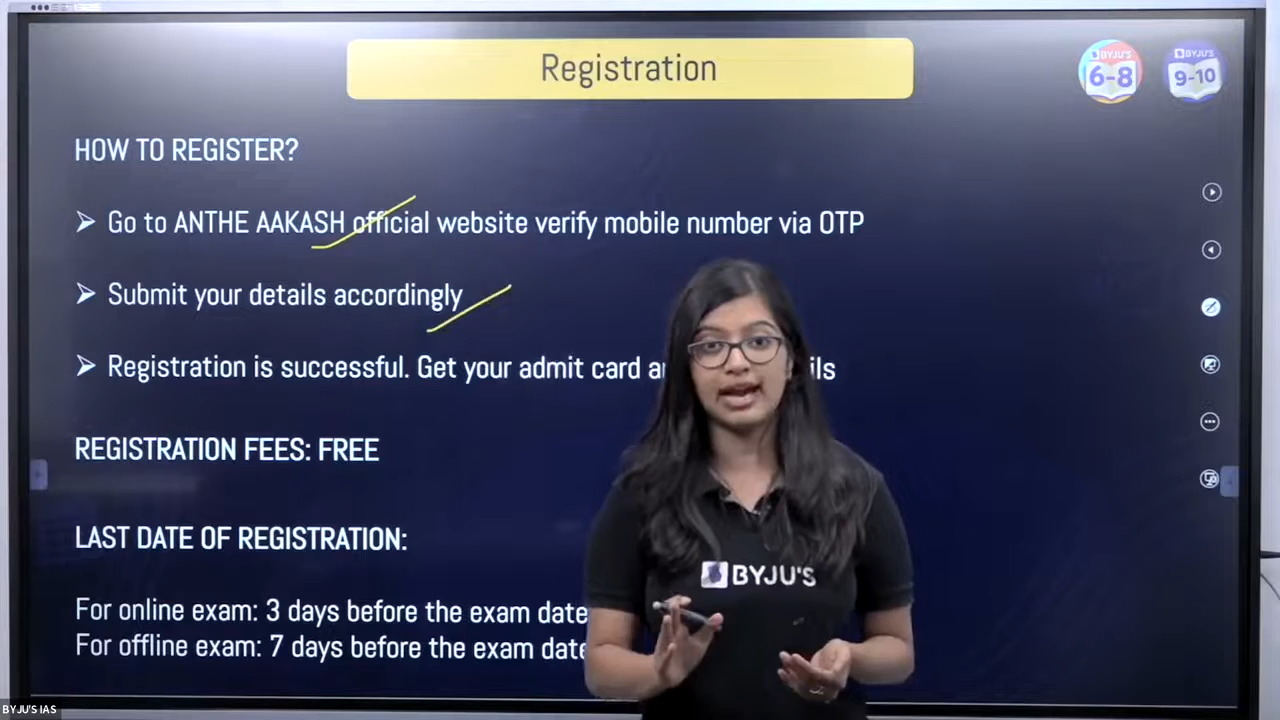 Registration
BYJU'S
6-8
BYJU'S
9-10
HOW TO REGISTER?
➢ Go to ANTHE AAKASH official website verify mobile number via OTP
➢ Submit your details accordingly
➢ Registration is successful. Get your admit card
REGISTRATION FEES: FREE
LAST DATE OF REGISTRATION:
For online exam: 3 days before the exam date
For offline exam: 7 days before the exam date
BYJU'S
BYJU'S IAS